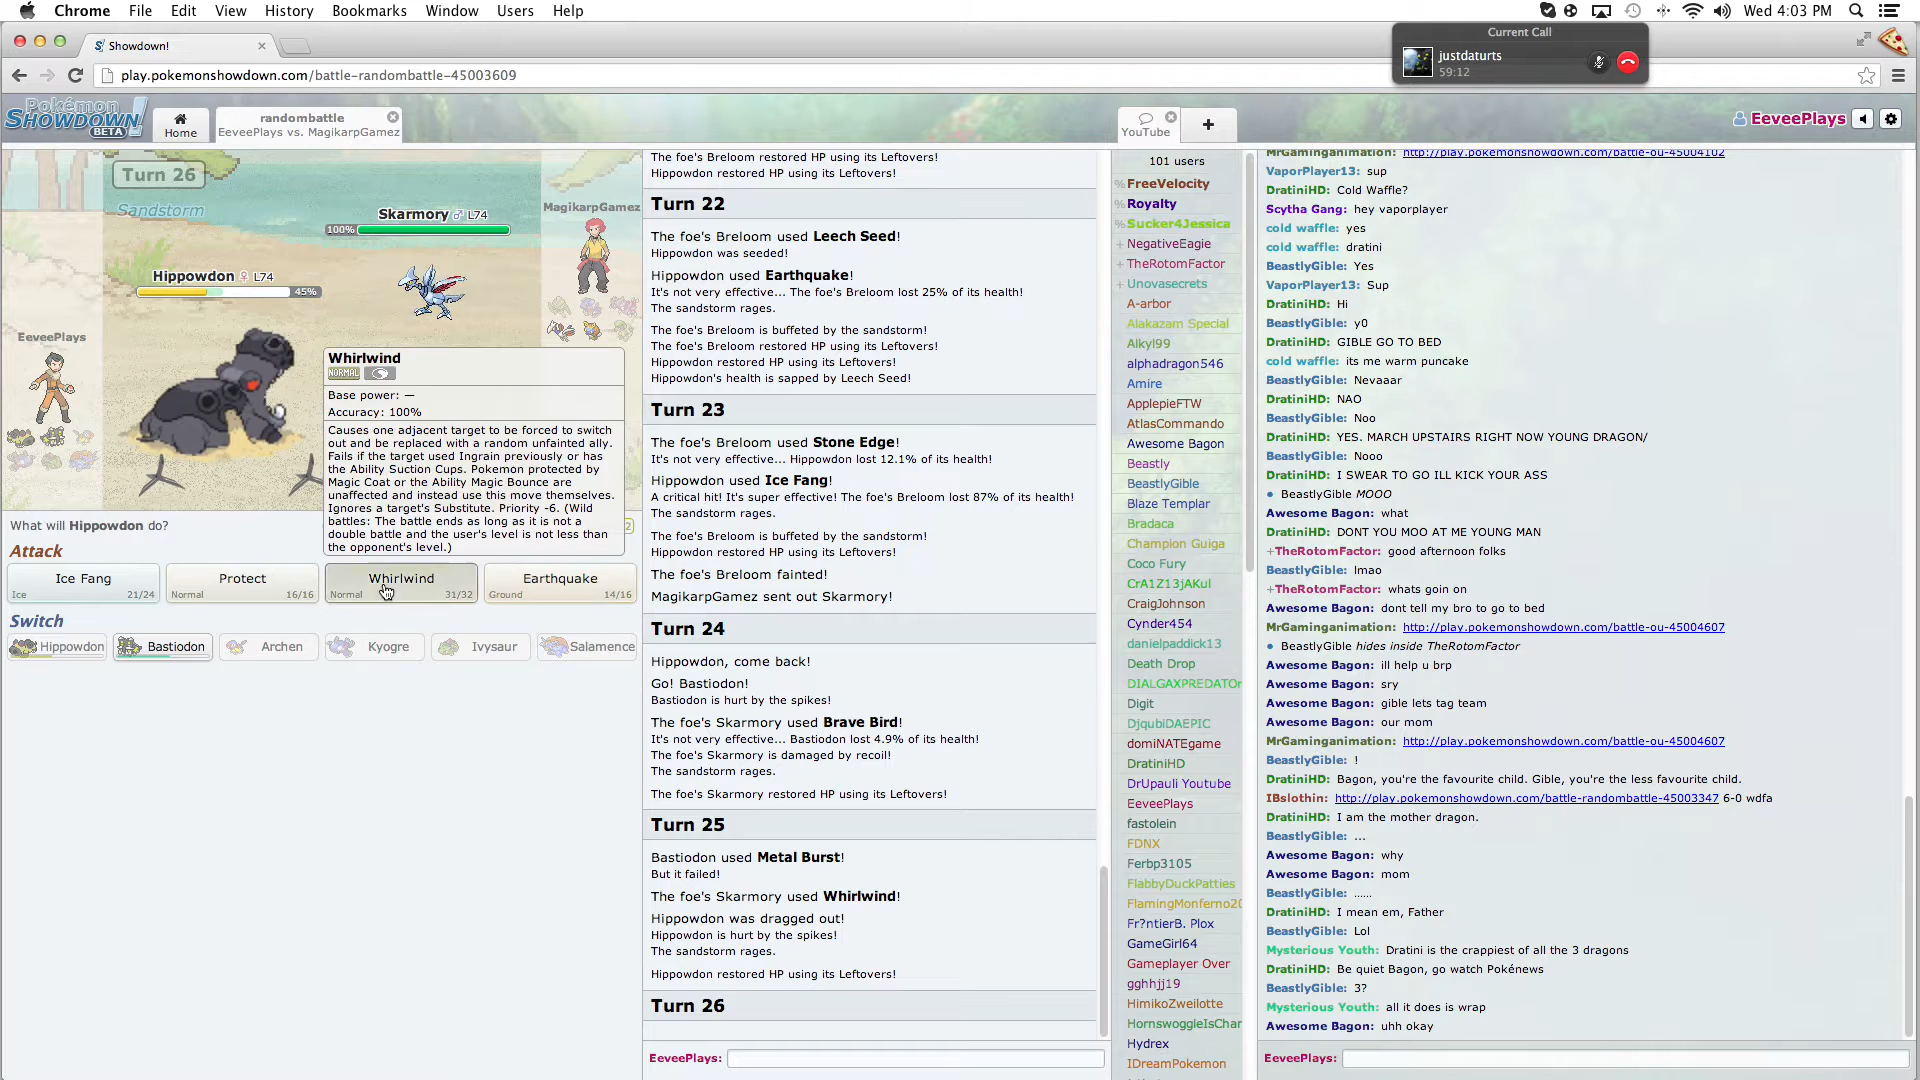 Chrome File Edit View History Bookmarks Window Users Help
Wed 4:03 PM
Showdown!
Current Call
justdaturts
59:12
play.pokemonshowdown.com/battle-randombattle-45003609
Pokémon
SHOWDOWN!
BETA
Home
randombattle
EeveePlays vs. MagikarpGamez
YouTube
EeveePlays
Turn 26
Sandstorm
Skarmory ♂ L74
100%
MagikarpGamez
Hippowdon ♀ L74
45%
EeveePlays
Whirlwind
NORMAL
Base power: —
Accuracy: 100%
Causes one adjacent target to be forced to switch
out and be replaced with a random unfainted ally.
Fails if the target used Ingrain previously or has
the Ability Suction Cups. Pokemon protected by
Magic Coat or the Ability Magic Bounce are
unaffected and instead use this move themselves.
Ignores a target's Substitute. Priority -6. (Wild
battles: The battle ends as long as it is not a
double battle and the user's level is not less than
the opponent's level.)
What will Hippowdon do?
Attack
Ice Fang
Ice 21/24
Protect
Normal 16/16
Whirlwind
Normal 31/32
Earthquake
Ground 14/16
Switch
Hippowdon Bastiodon Archen Kyogre Ivysaur Salamence
The foe's Breloom restored HP using its Leftovers!
Hippowdon restored HP using its Leftovers!
Turn 22
The foe's Breloom used Leech Seed!
Hippowdon was seeded!
Hippowdon used Earthquake!
It's not very effective... The foe's Breloom lost 25% of its health!
The sandstorm rages.
The foe's Breloom is buffeted by the sandstorm!
The foe's Breloom restored HP using its Leftovers!
Hippowdon restored HP using its Leftovers!
Hippowdon's health is sapped by Leech Seed!
Turn 23
The foe's Breloom used Stone Edge!
It's not very effective... Hippowdon lost 12.1% of its health!
Hippowdon used Ice Fang!
A critical hit! It's super effective! The foe's Breloom lost 87% of its health!
The sandstorm rages.
The foe's Breloom is buffeted by the sandstorm!
Hippowdon restored HP using its Leftovers!
The foe's Breloom fainted!
MagikarpGamez sent out Skarmory!
Turn 24
Hippowdon, come back!
Go! Bastiodon!
Bastiodon is hurt by the spikes!
The foe's Skarmory used Brave Bird!
It's not very effective... Bastiodon lost 4.9% of its health!
The foe's Skarmory is damaged by recoil!
The sandstorm rages.
The foe's Skarmory restored HP using its Leftovers!
Turn 25
Bastiodon used Metal Burst!
But it failed!
The foe's Skarmory used Whirlwind!
Hippowdon was dragged out!
Hippowdon is hurt by the spikes!
The sandstorm rages.
Hippowdon restored HP using its Leftovers!
Turn 26
EeveePlays:
101 users
%FreeVelocity
%Royalty
%Sucker4Jessica
+NegativeEagie
+TheRotomFactor
+Unovasecrets
A-arbor
Alakazam Special
Alkyl99
alphadragon546
Amire
ApplepieFTW
AtlasCommando
Awesome Bagon
Beastly
BeastlyGible
Blaze Templar
Bradaca
Champion Guiga
Coco Fury
CrA1Z13jAKul
CraigJohnson
Cynder454
danielpaddick13
Death Drop
DIALGAXPREDATOr
Digit
DjqubiDAEPIC
domiNATEgame
DratiniHD
DrUpauli Youtube
EeveePlays
fastolein
FDNX
Ferbp3105
FlabbyDuckPatties
FlamingMonferno20
Fr?ntierB. Plox
GameGirl64
Gameplayer Over
gghhjj19
HimikoZweilotte
HornswoggleIsChar
Hydrex
IDreamPokemon
MrGaminganimation: http://play.pokemonshowdown.com/battle-ou-45004102
VaporPlayer13: sup
DratiniHD: Cold Waffle?
Scytha Gang: hey vaporplayer
cold waffle: yes
cold waffle: dratini
BeastlyGible: Yes
VaporPlayer13: Sup
DratiniHD: Hi
BeastlyGible: y0
DratiniHD: GIBLE GO TO BED
cold waffle: its me warm puncake
BeastlyGible: Nevaaar
DratiniHD: NAO
BeastlyGible: Noo
DratiniHD: YES. MARCH UPSTAIRS RIGHT NOW YOUNG DRAGON/
BeastlyGible: Nooo
DratiniHD: I SWEAR TO GO ILL KICK YOUR ASS
• BeastlyGible MOOO
Awesome Bagon: what
DratiniHD: DONT YOU MOO AT ME YOUNG MAN
+TheRotomFactor: good afternoon folks
BeastlyGible: lmao
+TheRotomFactor: whats goin on
Awesome Bagon: dont tell my bro to go to bed
MrGaminganimation: http://play.pokemonshowdown.com/battle-ou-45004607
• BeastlyGible hides inside TheRotomFactor
Awesome Bagon: ill help u brp
Awesome Bagon: sry
Awesome Bagon: gible lets tag team
Awesome Bagon: our mom
MrGaminganimation: http://play.pokemonshowdown.com/battle-ou-45004607
BeastlyGible: !
DratiniHD: Bagon, you're the favourite child. Gible, you're the less favourite child.
IBslothin: http://play.pokemonshowdown.com/battle-randombattle-45003347 6-0 wdfa
DratiniHD: I am the mother dragon.
BeastlyGible: ...
Awesome Bagon: why
Awesome Bagon: mom
BeastlyGible: ......
DratiniHD: I mean em, Father
BeastlyGible: Lol
Mysterious Youth: Dratini is the crappiest of all the 3 dragons
DratiniHD: Be quiet Bagon, go watch Pokénews
BeastlyGible: 3?
Mysterious Youth: all it does is wrap
Awesome Bagon: uhh okay
EeveePlays: